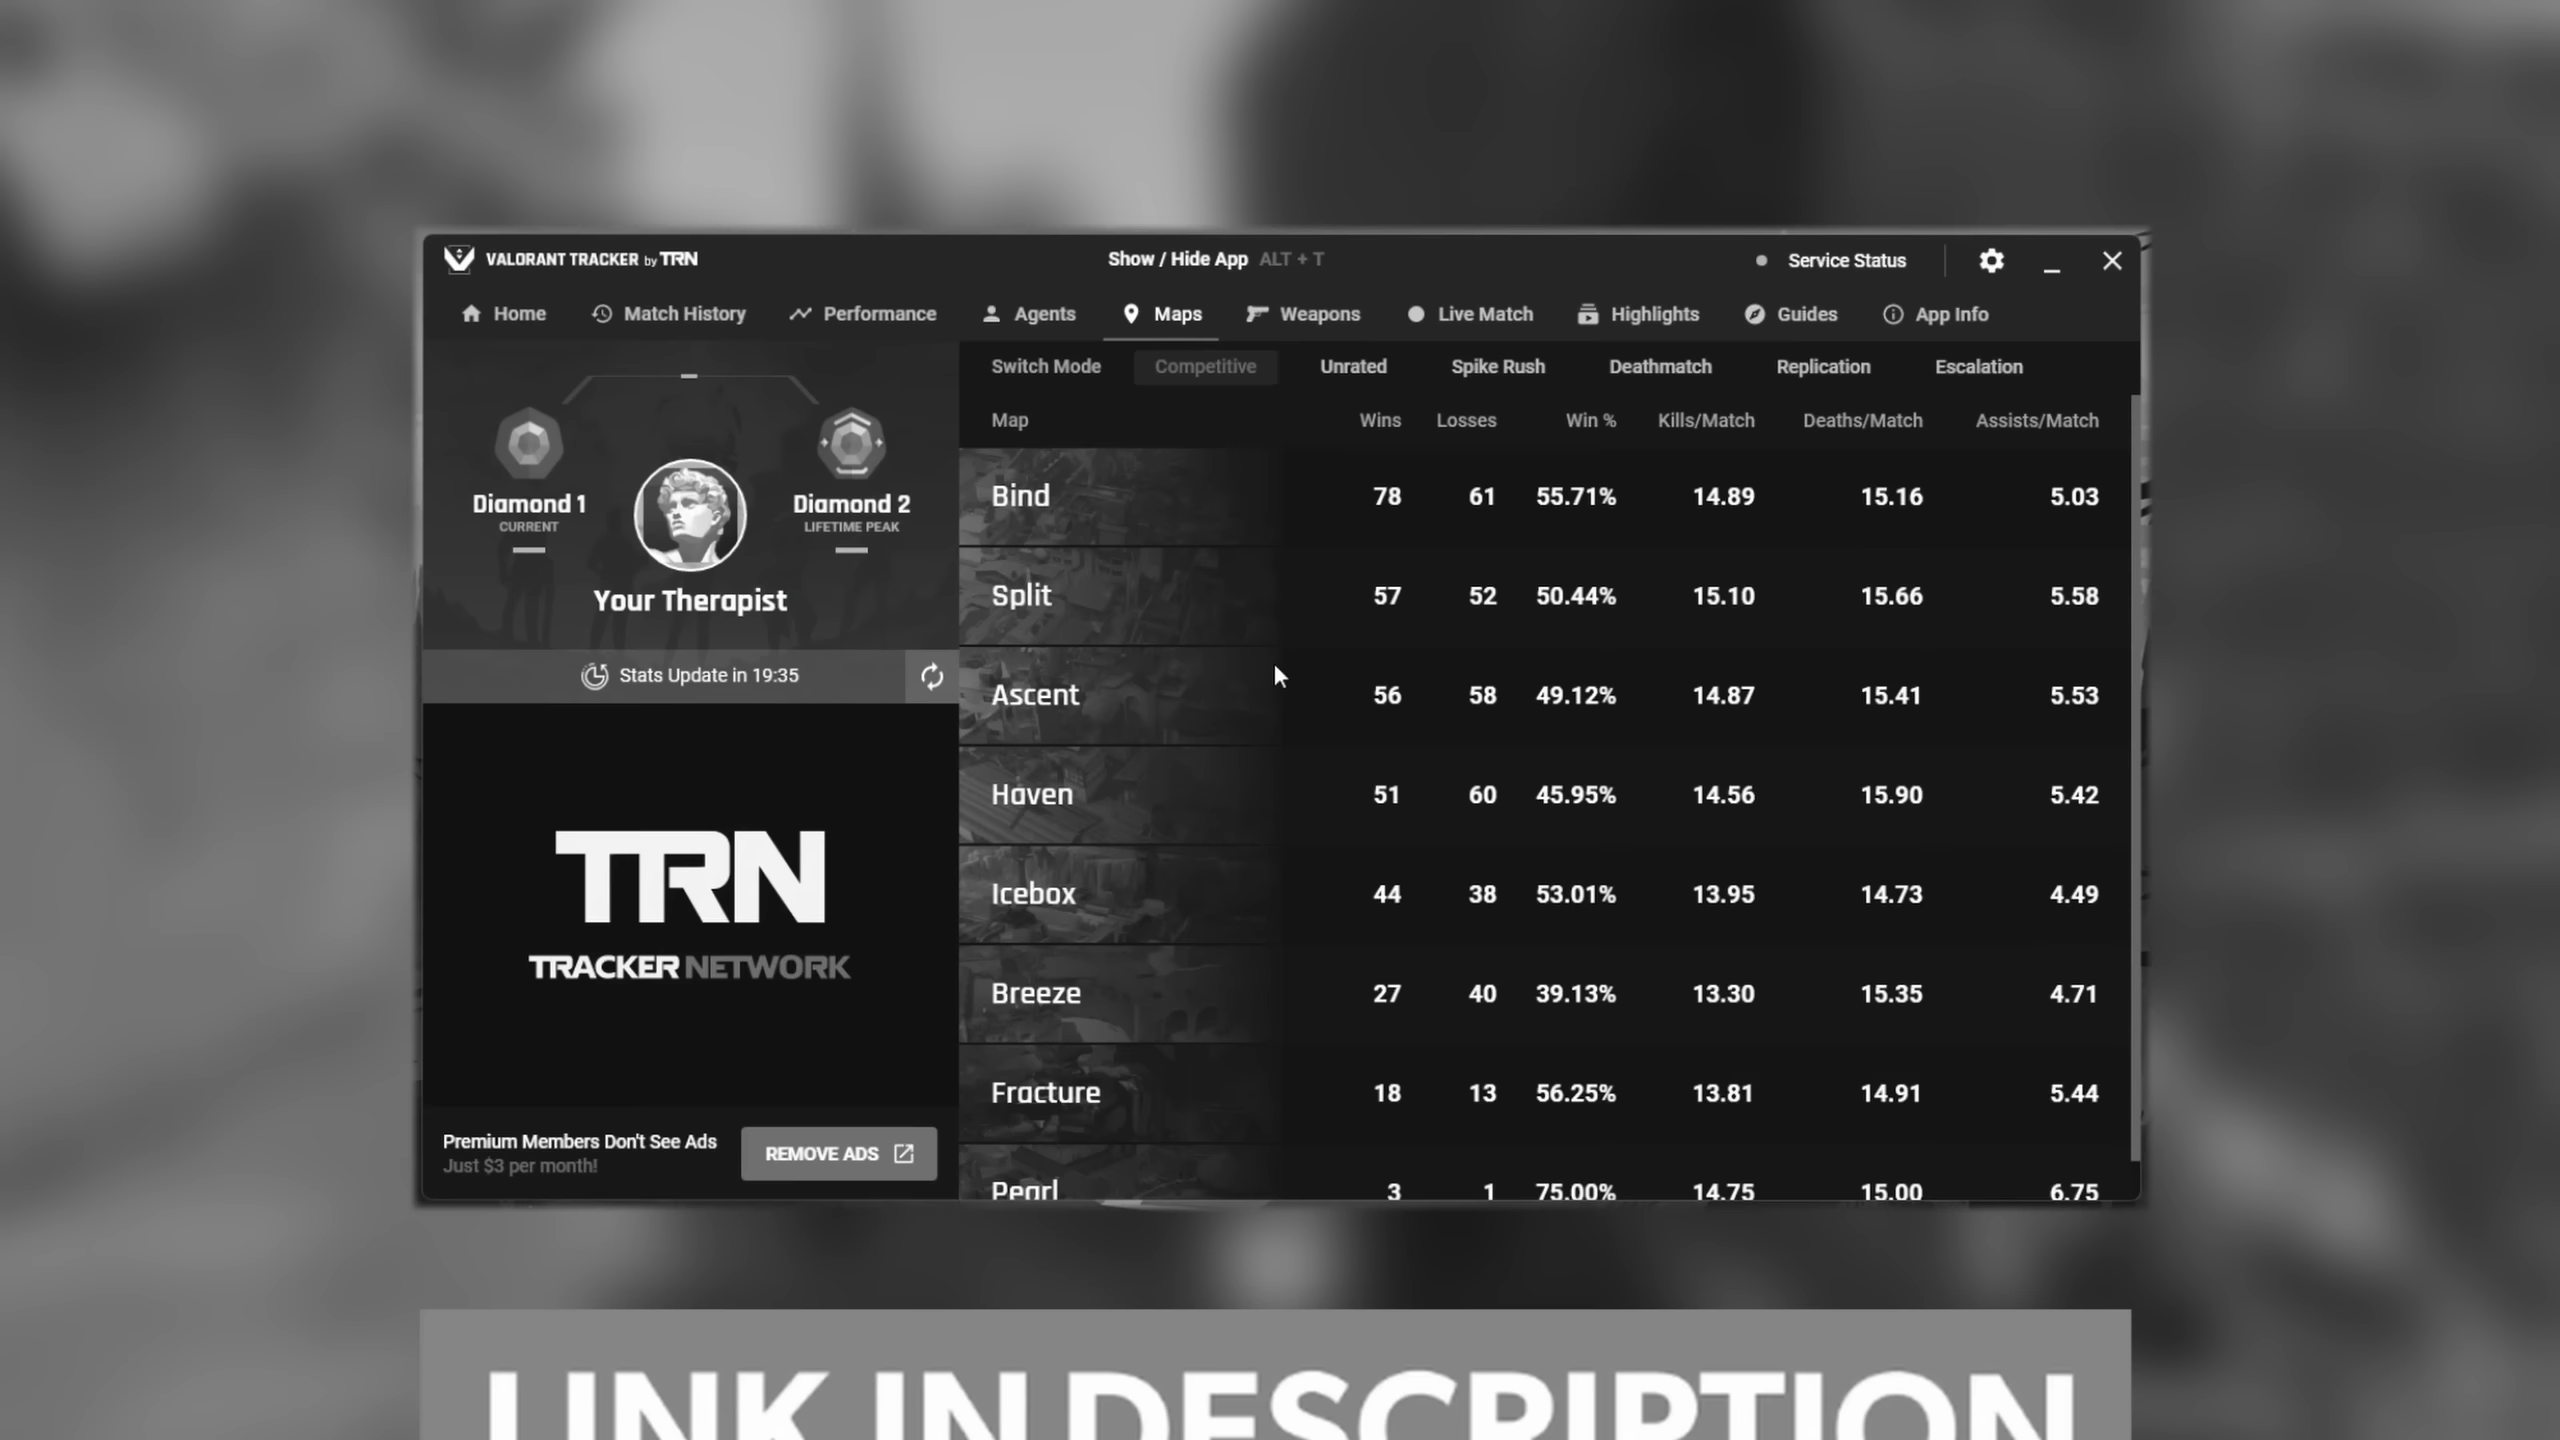 VALORANT TRACKER by TRN
Show / Hide App ALT + T
Service Status
Home Match History Performance Agents Maps Weapons Live Match Highlights Guides App Info
Diamond 1
CURRENT
Diamond 2
LIFETIME PEAK
Your Therapist
Stats Update in 19:35
TRN
TRACKER NETWORK
Premium Members Don't See Ads
Just $3 per month!
REMOVE ADS
Switch Mode Competitive Unrated Spike Rush Deathmatch Replication Escalation
Map Wins Losses Win % Kills/Match Deaths/Match Assists/Match
Bind 78 61 55.71% 14.89 15.16 5.03
Split 57 52 50.44% 15.10 15.66 5.58
Ascent 56 58 49.12% 14.87 15.41 5.53
Haven 51 60 45.95% 14.56 15.90 5.42
Icebox 44 38 53.01% 13.95 14.73 4.49
Breeze 27 40 39.13% 13.30 15.35 4.71
Fracture 18 13 56.25% 13.81 14.91 5.44
Pearl 3 1 75.00% 14.75 15.00 6.75
LINK IN DESCRIPTION